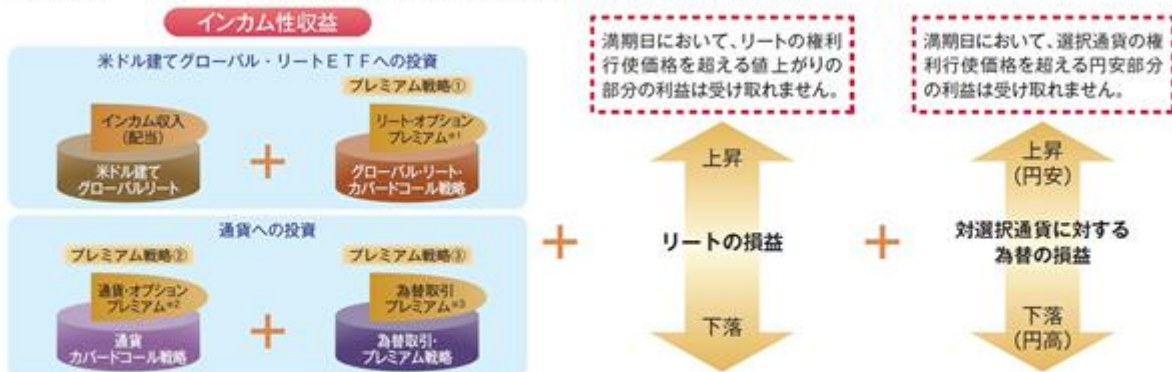 インカム性収益
米ドル建てグローバル・リートETFへの投資
プレミアム戦略①
インカム収入
(配当)
米ドル建て
グローバルリート
+
リート・オプション
プレミアム※1
グローバル・リート・
カバードコール戦略
通貨への投資
プレミアム戦略②
通貨・オプション
プレミアム※2
通貨
カバードコール戦略
+
プレミアム戦略③
為替取引
プレミアム※3
為替取引・
プレミアム戦略
+
満期日において、リートの権利
行使価格を超える値上がりの
部分の利益は受け取れません。
上昇
リートの損益
下落
+
満期日において、選択通貨の権
利行使価格を超える円安部分
の利益は受け取れません。
上昇
(円安)
対選択通貨に対する
為替の損益
下落
(円高)